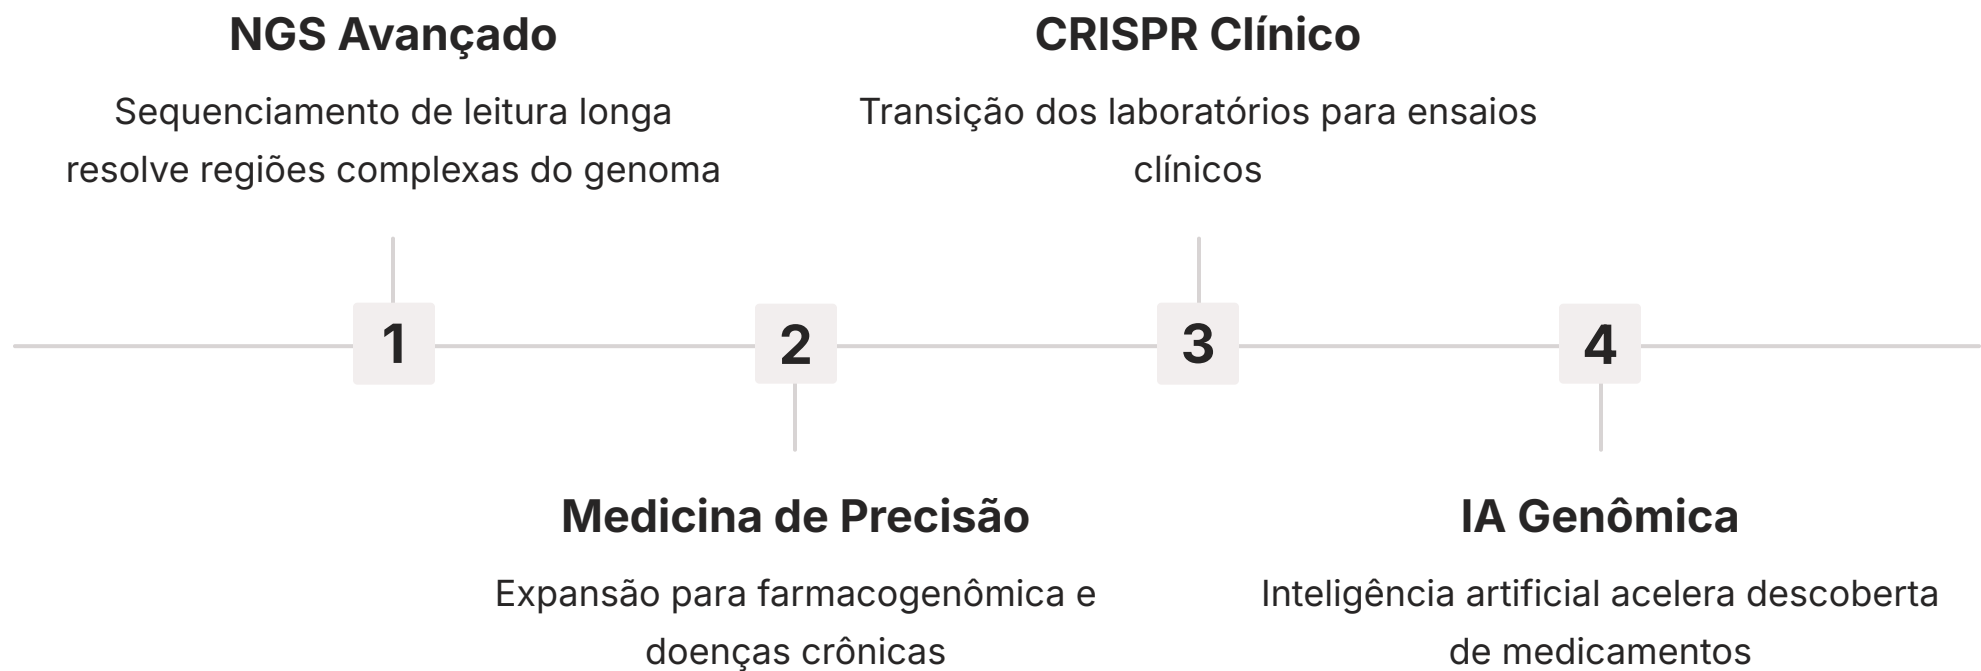 NGS Avançado
Sequenciamento de leitura longa
resolve regiões complexas do genoma
1
2
Medicina de Precisão
Expansão para farmacogenômica e
doenças crônicas
CRISPR Clínico
Transição dos laboratórios para ensaios
clínicos
3
4
IA Genômica
Inteligência artificial acelera descoberta
de medicamentos